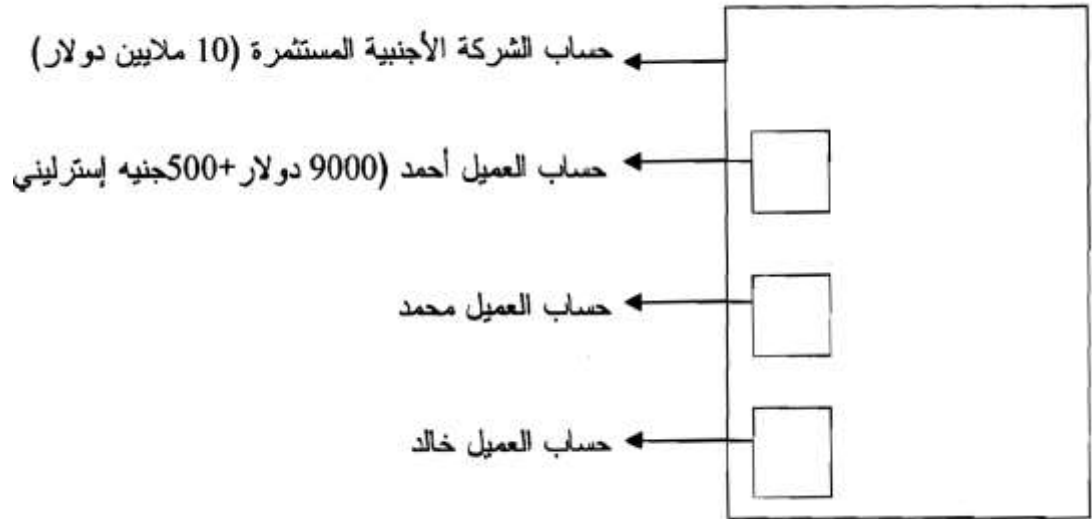 حساب الشركة الأجنبية المستثمرة (10 ملايين دولار)
حساب العميل أحمد (9000 دولار +500جنيه إسترليني
حساب العميل محمد
حساب العميل خالد